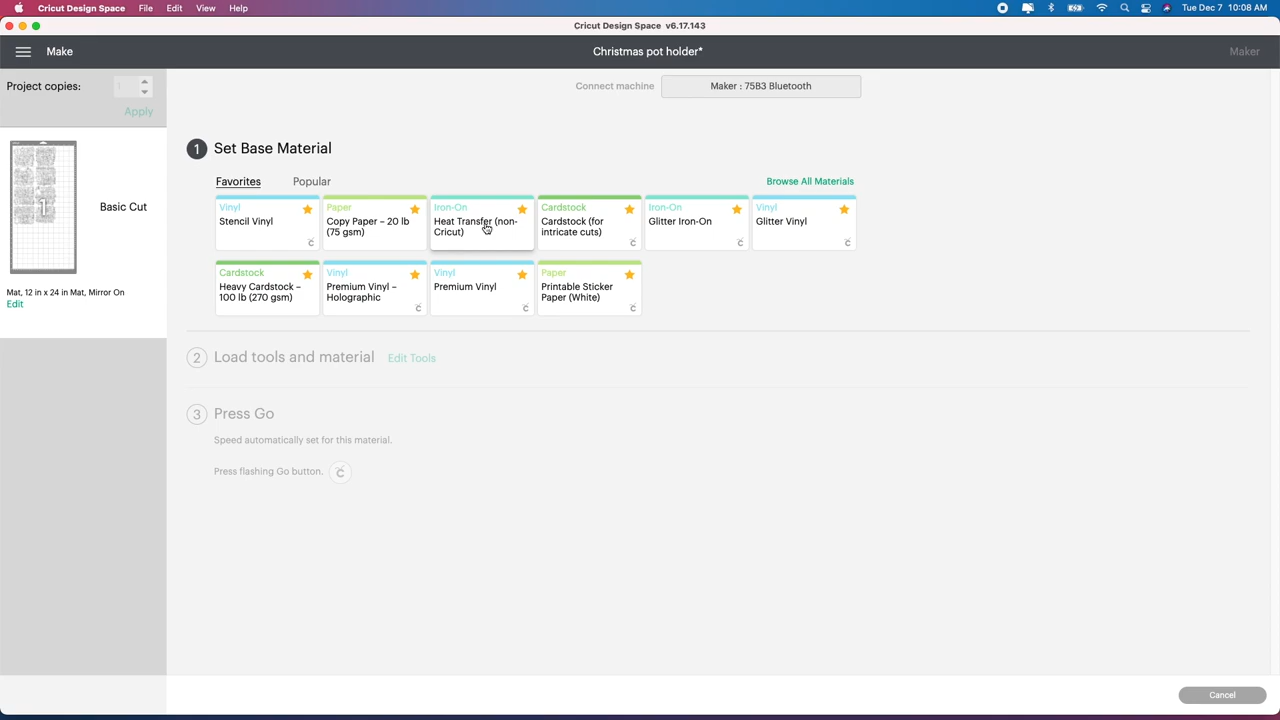 Cricut Design Space File Edit View Help Tue Dec 7 10:08 AM
Cricut Design Space v6.17.143
Make Christmas pot holder* Maker
Project copies: 1
Apply
Connect machine Maker : 75B3 Bluetooth
1 Set Base Material
Favorites Popular Browse All Materials
Vinyl
Stencil Vinyl
Paper
Copy Paper – 20 lb
(75 gsm)
Iron-On
Heat Transfer (non-
Cricut)
Cardstock
Cardstock (for
intricate cuts)
Iron-On
Glitter Iron-On
Vinyl
Glitter Vinyl
Cardstock
Heavy Cardstock –
100 lb (270 gsm)
Vinyl
Premium Vinyl –
Holographic
Vinyl
Premium Vinyl
Paper
Printable Sticker
Paper (White)
1
Basic Cut
Mat, 12 in x 24 in Mat, Mirror On
Edit
2 Load tools and material Edit Tools
3 Press Go
Speed automatically set for this material.
Press flashing Go button.
Cancel